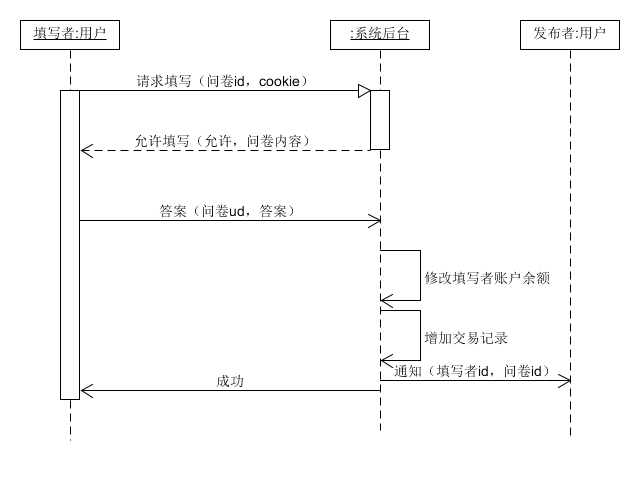 填写者:用户
:系统后台
发布者:用户
请求填写（问卷id，cookie）
允许填写（允许，问卷内容）
答案（问卷ud，答案）
修改填写者账户余额
增加交易记录
通知（填写者id，问卷id）
成功